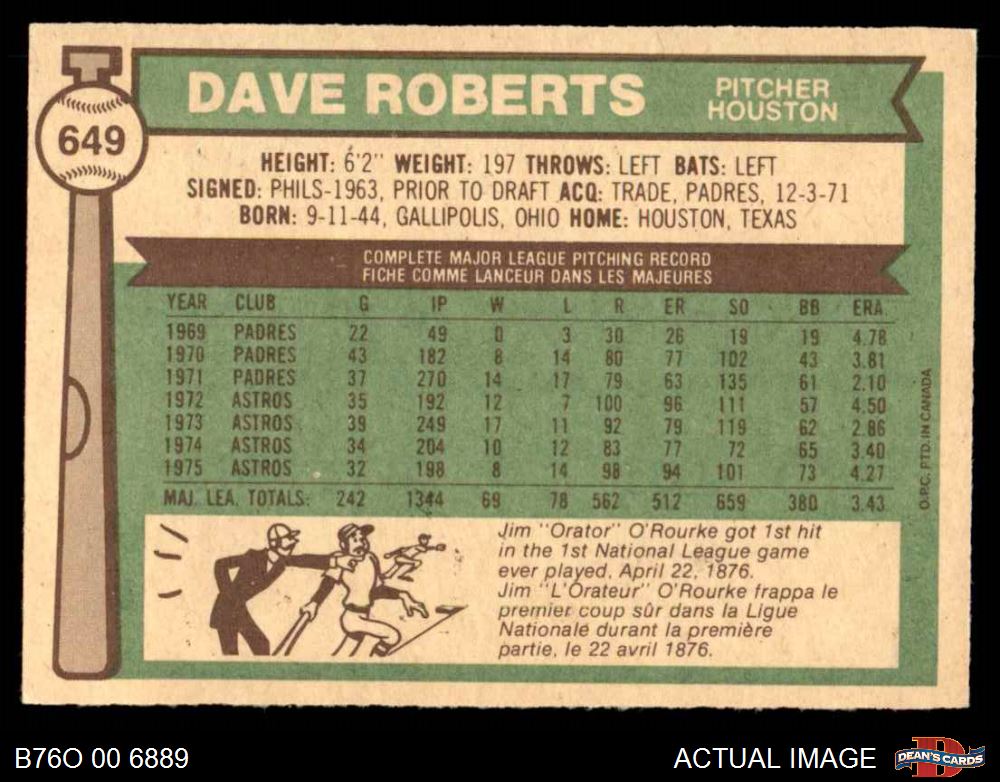 649
DAVE ROBERTS
PITCHER
HOUSTON
HEIGHT: 6'2" WEIGHT: 197 THROWS: LEFT BATS: LEFT
SIGNED: PHILS-1963, PRIOR TO DRAFT ACQ: TRADE, PADRES, 12-3-71
BORN: 9-11-44, GALLIPOLIS, OHIO HOME: HOUSTON, TEXAS
COMPLETE MAJOR LEAGUE PITCHING RECORD
FICHE COMME LANCEUR DANS LES MAJEURES
YEAR CLUB G IP W L R ER SO BB ERA
1969 PADRES 22 49 0 3 30 26 19 19 4.78
1970 PADRES 43 182 8 14 80 77 102 43 3.81
1971 PADRES 37 270 14 17 79 63 135 61 2.10
1972 ASTROS 35 192 12 7 100 96 111 57 4.50
1973 ASTROS 39 249 17 11 92 79 119 62 2.86
1974 ASTROS 34 204 10 12 83 77 72 65 3.40
1975 ASTROS 32 198 8 14 98 94 101 73 4.27
MAJ. LEA. TOTALS: 242 1344 69 78 562 512 659 380 3.43
O.P.C. PTD. IN CANADA
Jim "Orator" O'Rourke got 1st hit
in the 1st National League game
ever played, April 22, 1876.
Jim "L'Orateur" O'Rourke frappa le
premier coup sûr dans la Ligue
Nationale durant la première
partie, le 22 avril 1876.
B76O 00 6889
ACTUAL IMAGE
D
DEAN'S CARDS